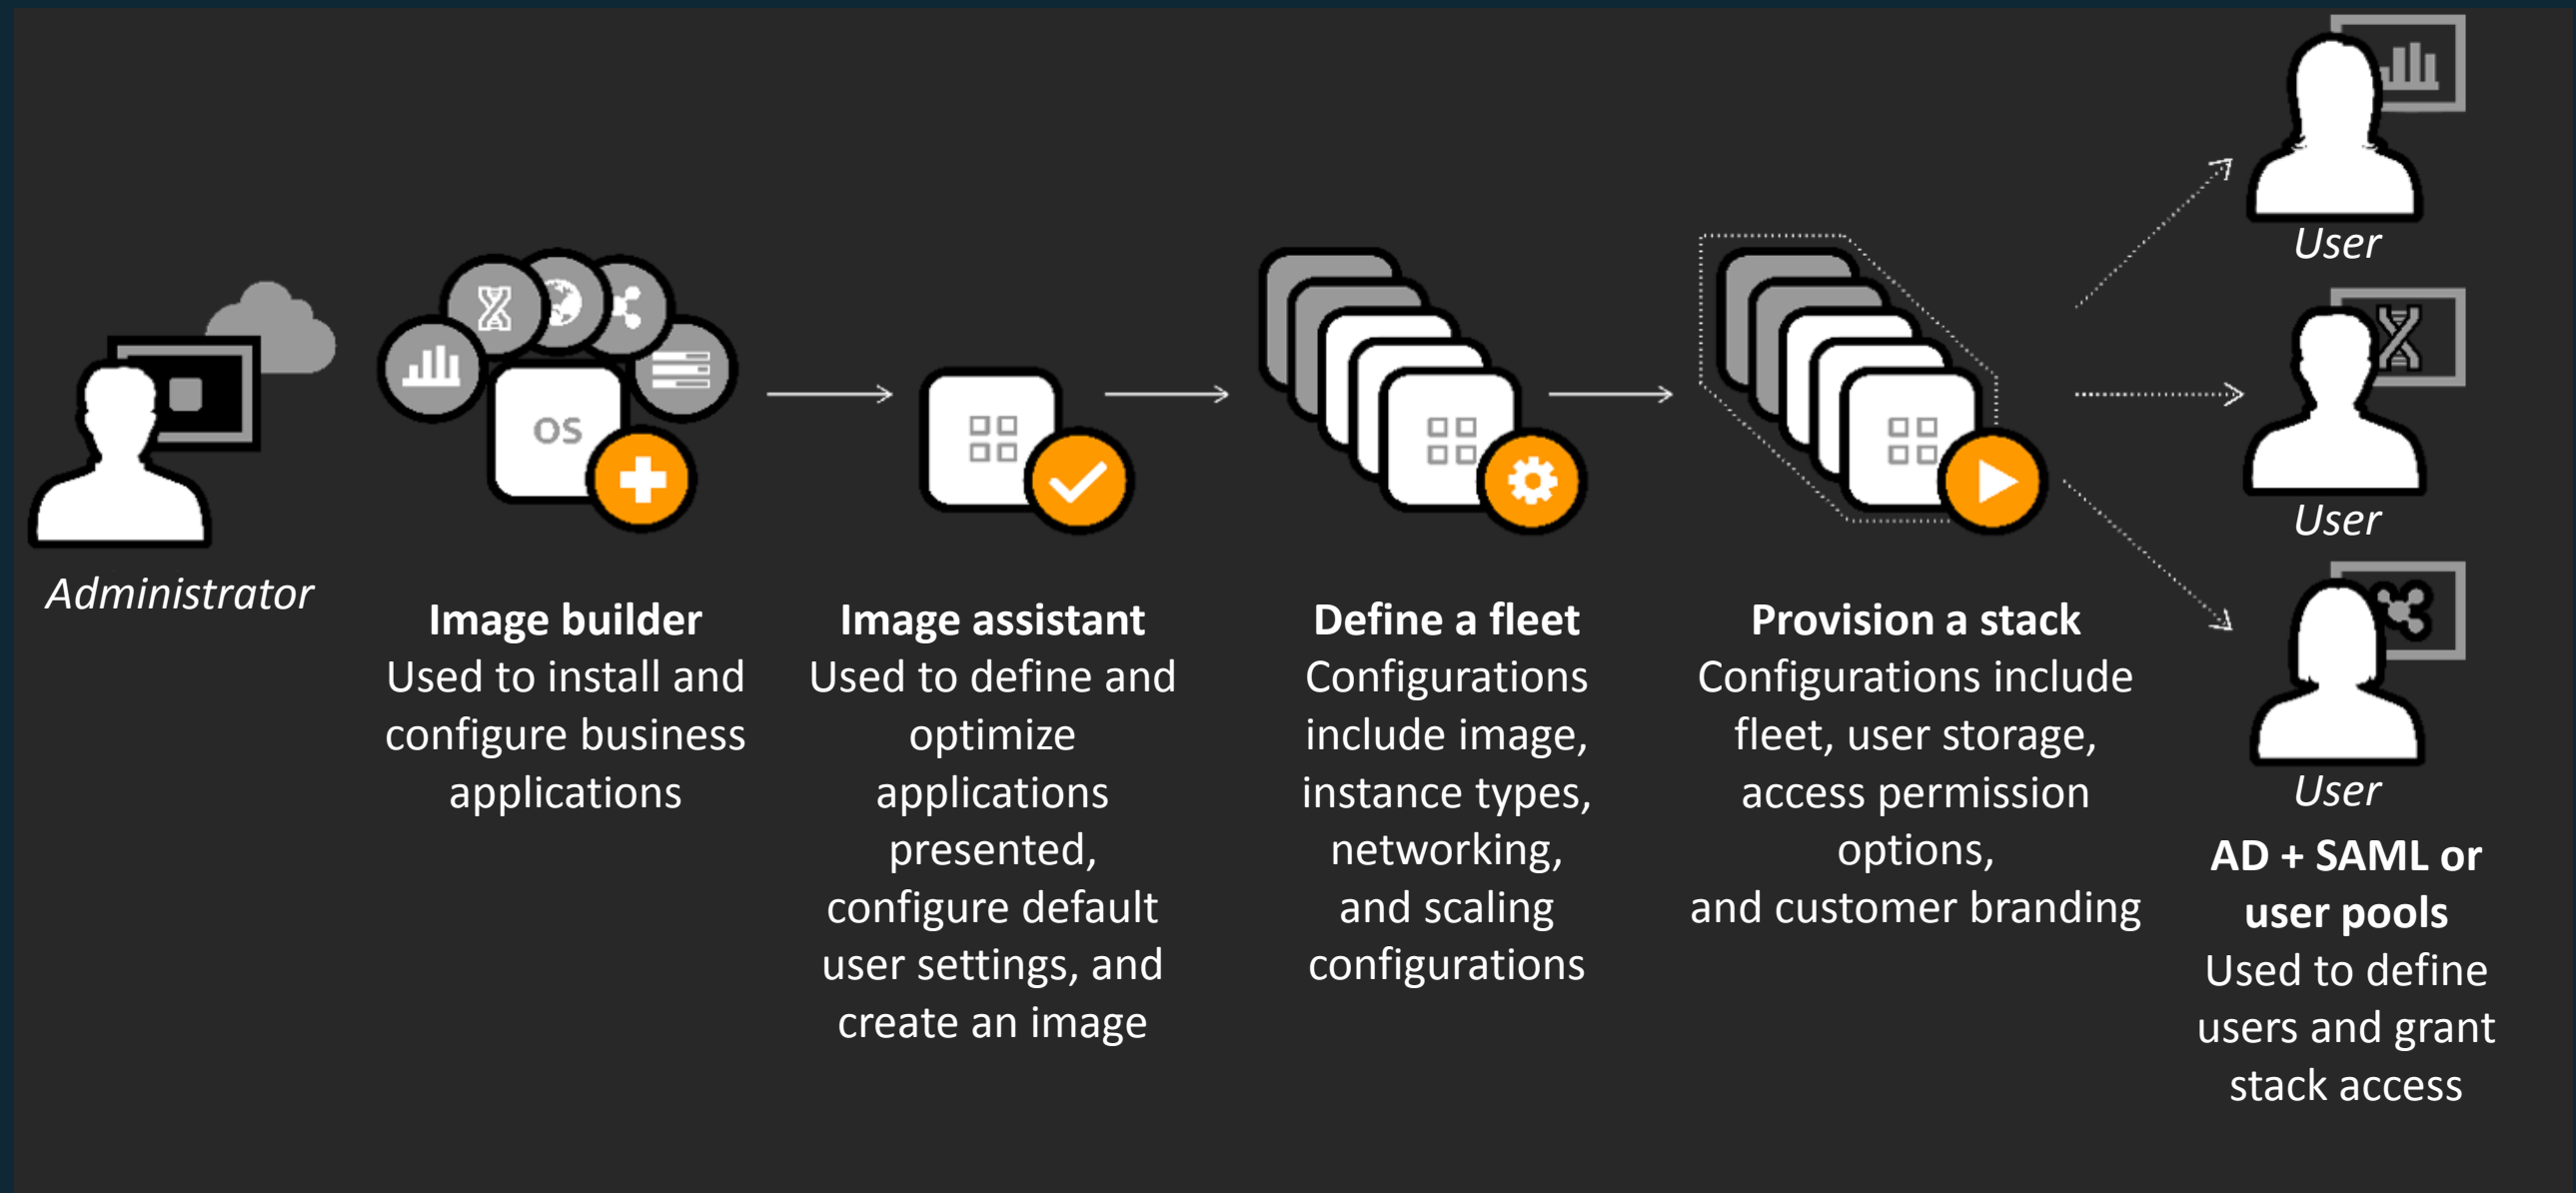 Administrator
OS
Image builder
Used to install and
configure business
applications
Image assistant
Used to define and
optimize
applications
presented,
configure default
user settings, and
create an image
Define a fleet
Configurations
include image,
instance types,
networking,
and scaling
configurations
Provision a stack
Configurations include
fleet, user storage,
access permission
options,
and customer branding
User
User
User
AD + SAML or
user pools
Used to define
users and grant
stack access